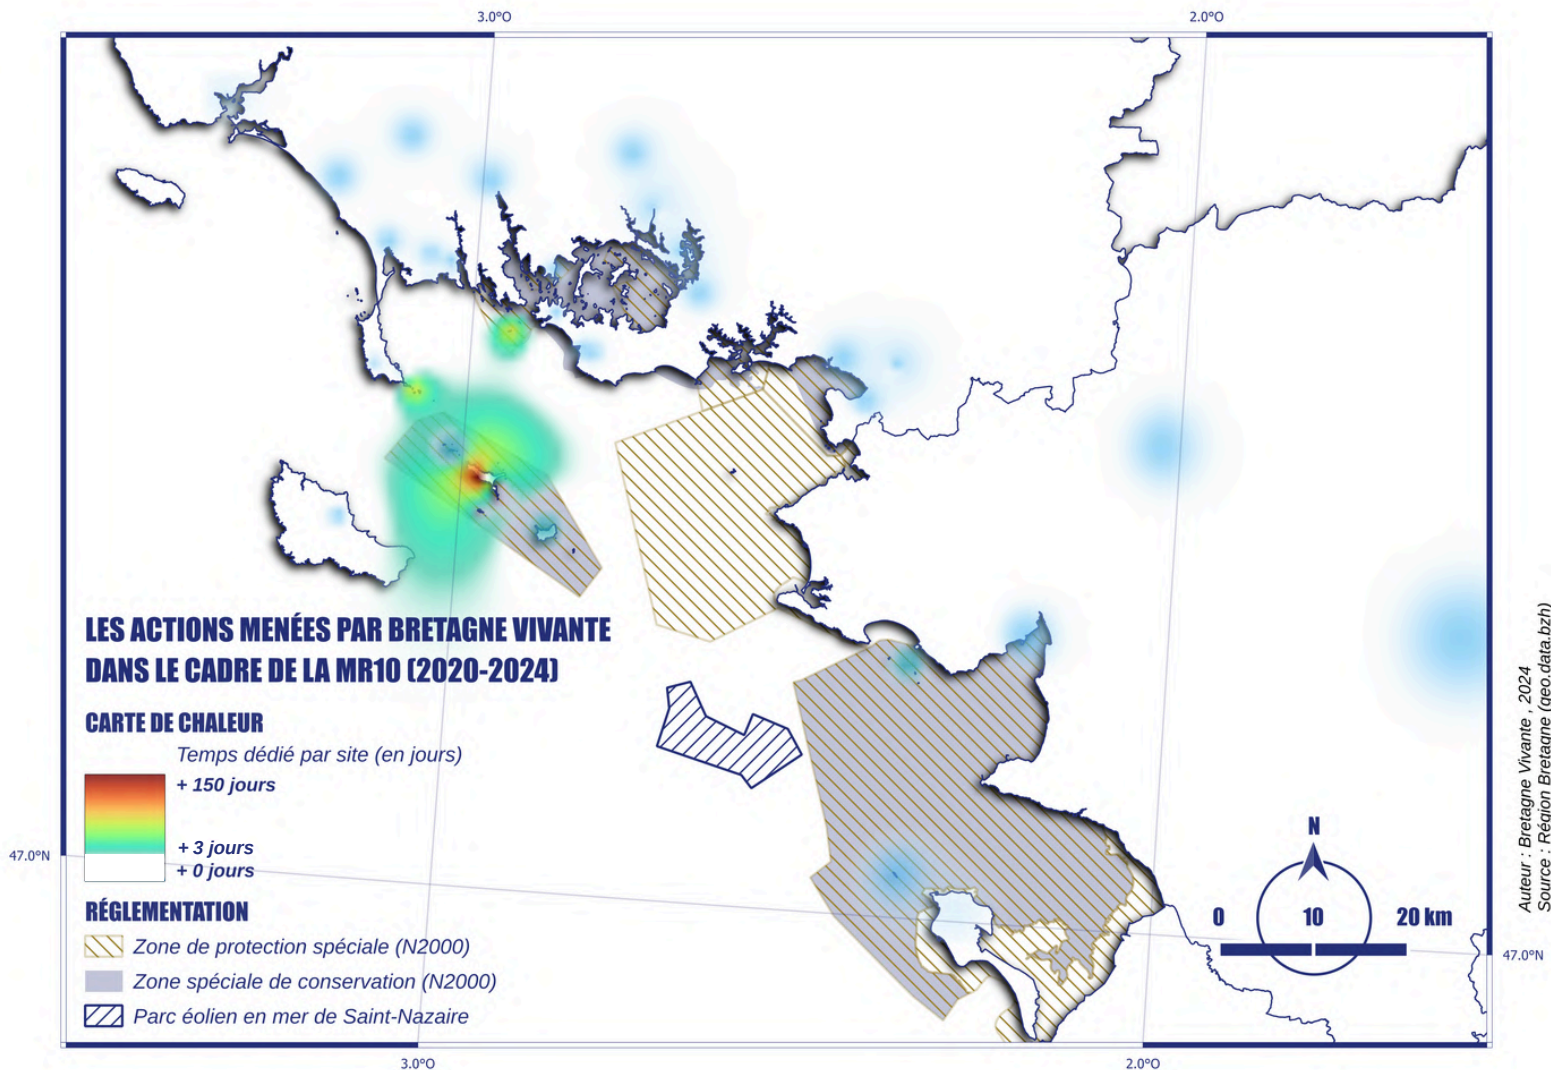 3.0°O
2.0°O
LES ACTIONS MENÉES PAR BRETAGNE VIVANTE
DANS LE CADRE DE LA MR10 (2020-2024)
CARTE DE CHALEUR
Temps dédié par site (en jours)
+ 150 jours
+ 3 jours
+ 0 jours
47.0°N
RÉGLEMENTATION
Zone de protection spéciale (N2000)
Zone spéciale de conservation (N2000)
Parc éolien en mer de Saint-Nazaire
N
0 10 20 km
47.0°N
3.0°O
2.0°O
Auteur : Bretagne Vivante , 2024
Source : Région Bretagne (geo.data.bzh)